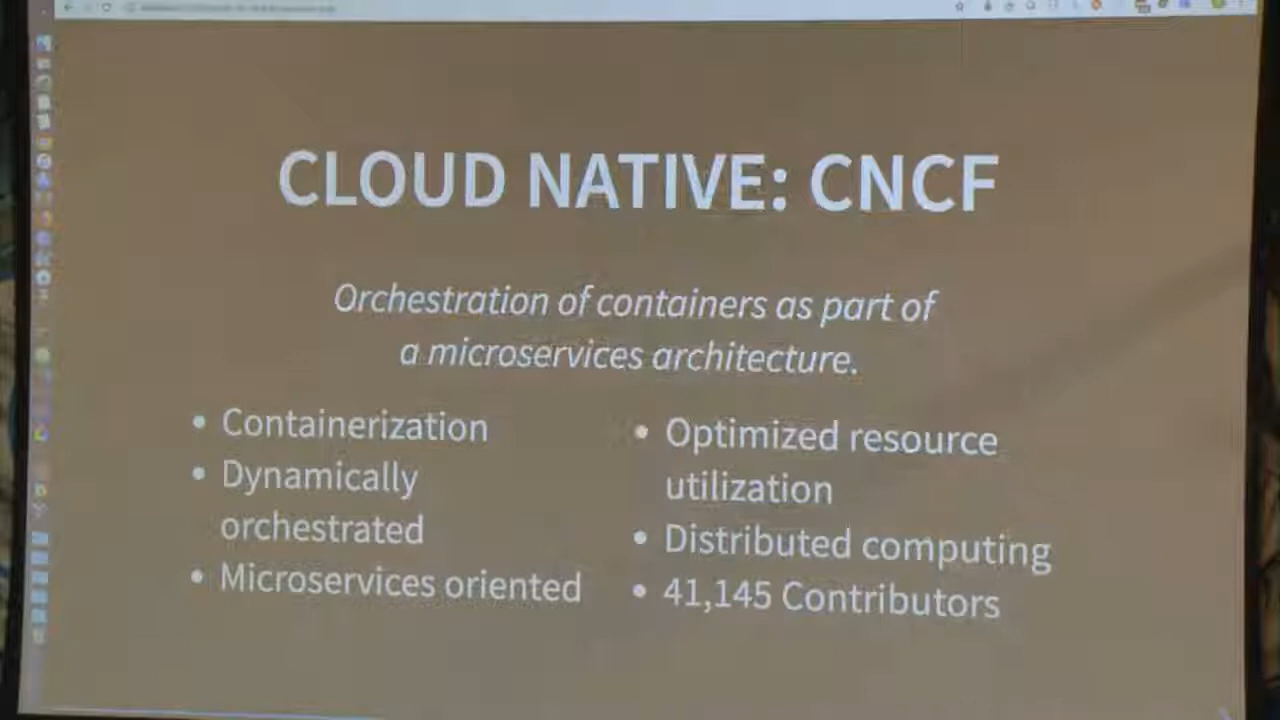 CLOUD NATIVE: CNCF
Orchestration of containers as part of
a microservices architecture.
• Containerization
• Dynamically
orchestrated
• Microservices oriented
• Optimized resource
utilization
• Distributed computing
• 41,145 Contributors